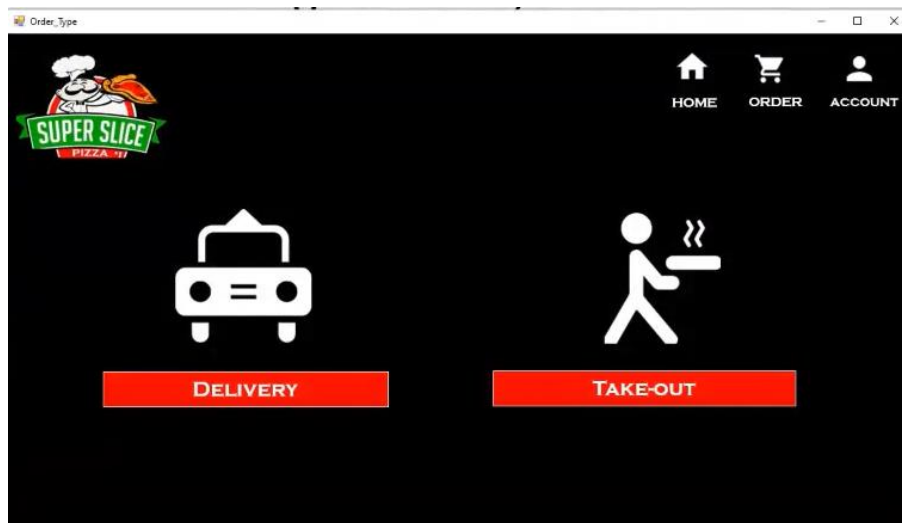 Order_Type
SUPER SLICE
PIZZA
HOME
ORDER
ACCOUNT
DELIVERY
TAKE-OUT